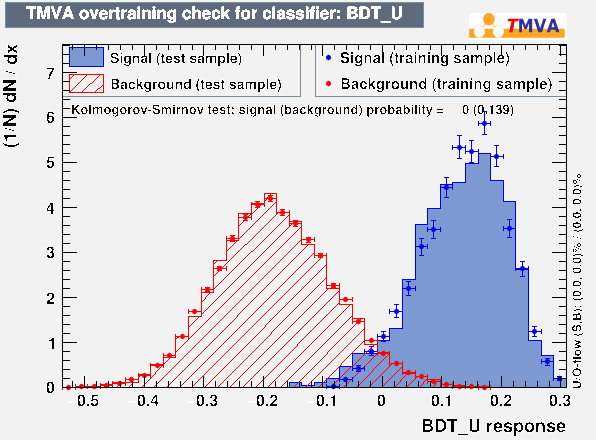 TMVA overtraining check for classifier: BDT_U
TMVA
Signal (test sample)
Background (test sample)
Signal (training sample)
Background (training sample)
Kolmogorov-Smirnov test: signal (background) probability = 0 (0.139)
(1/N) dN / dx
7
6
5
4
3
2
1
0
−0.5 −0.4 −0.3 −0.2 −0.1 0 0.1 0.2 0.3
BDT_U response
U/O-flow (S,B): (0.0, 0.0)% / (0.0, 0.0)%